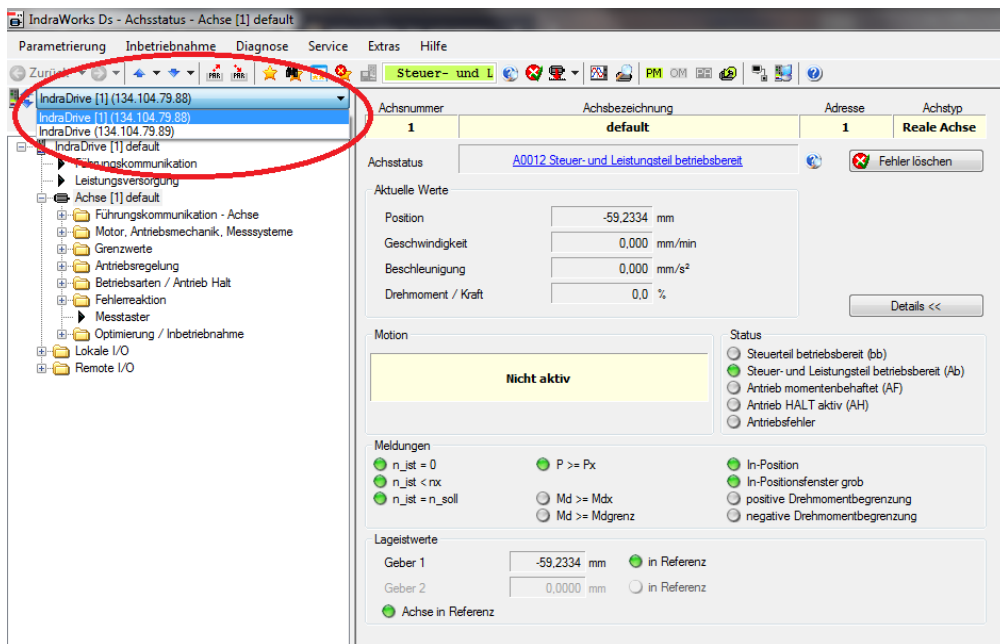 IndraWorks Ds - Achsstatus - Achse [1] default
Parametrierung Inbetriebnahme Diagnose Service Extras Hilfe
Steuer- und L PM OM
IndraDrive [1] (134.104.79.88)
IndraDrive [1] (134.104.79.88)
IndraDrive (134.104.79.89)
IndraDrive [1] default
Führungskommunikation
Leistungsversorgung
Achse [1] default
Führungskommunikation - Achse
Motor, Antriebsmechanik, Messsysteme
Grenzwerte
Antriebsregelung
Betriebsarten / Antrieb Halt
Fehlerreaktion
Messtaster
Optimierung / Inbetriebnahme
Lokale I/O
Remote I/O
Achsnummer Achsbezeichnung Adresse Achstyp
1 default 1 Reale Achse
Achsstatus A0012 Steuer- und Leistungsteil betriebsbereit Fehler löschen
Aktuelle Werte
Position -59,2334 mm
Geschwindigkeit 0,000 mm/min
Beschleunigung 0,000 mm/s²
Drehmoment / Kraft 0,0 %
Details <<
Motion
Nicht aktiv
Status
Steuerteil betriebsbereit (bb)
Steuer- und Leistungsteil betriebsbereit (Ab)
Antrieb momentenbehaftet (AF)
Antrieb HALT aktiv (AH)
Antriebsfehler
Meldungen
n_ist = 0 P >= Px In-Position
n_ist < nx In-Positionsfenster grob
n_ist = n_soll Md >= Mdx positive Drehmomentbegrenzung
Md >= Mdgrenz negative Drehmomentbegrenzung
Lageistwerte
Geber 1 -59,2334 mm in Referenz
Geber 2 0,0000 mm in Referenz
Achse in Referenz